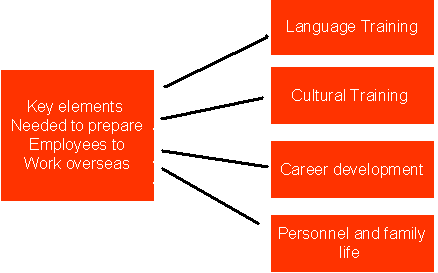 Language Training
Cultural Training
Key elements
Needed to prepare
Employees to
Work overseas
Career development
Personnel and family
life